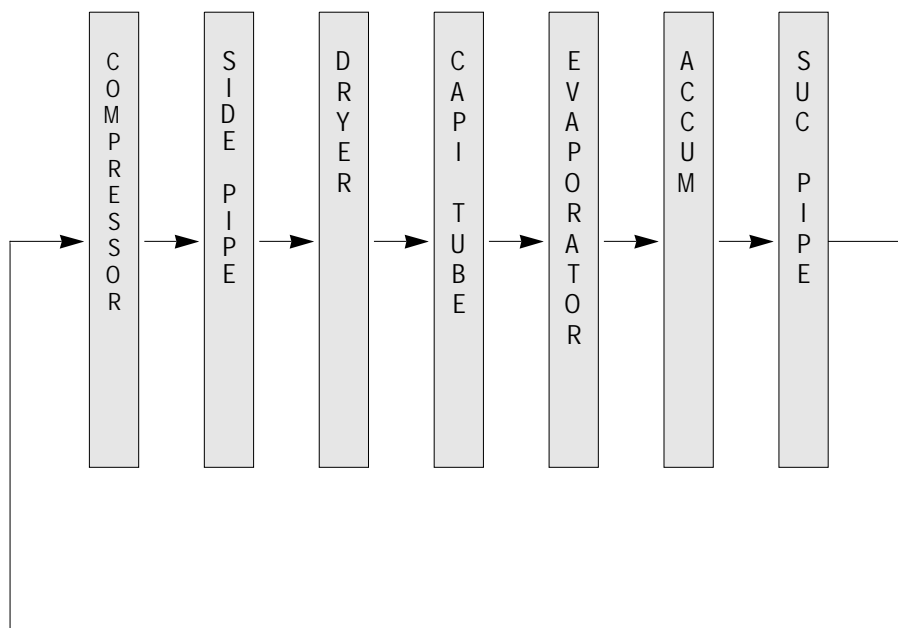 COMPRESSOR
SIDE PIPE
DRYER
CAPI TUBE
EVAPORATOR
ACCUM
SUC PIPE